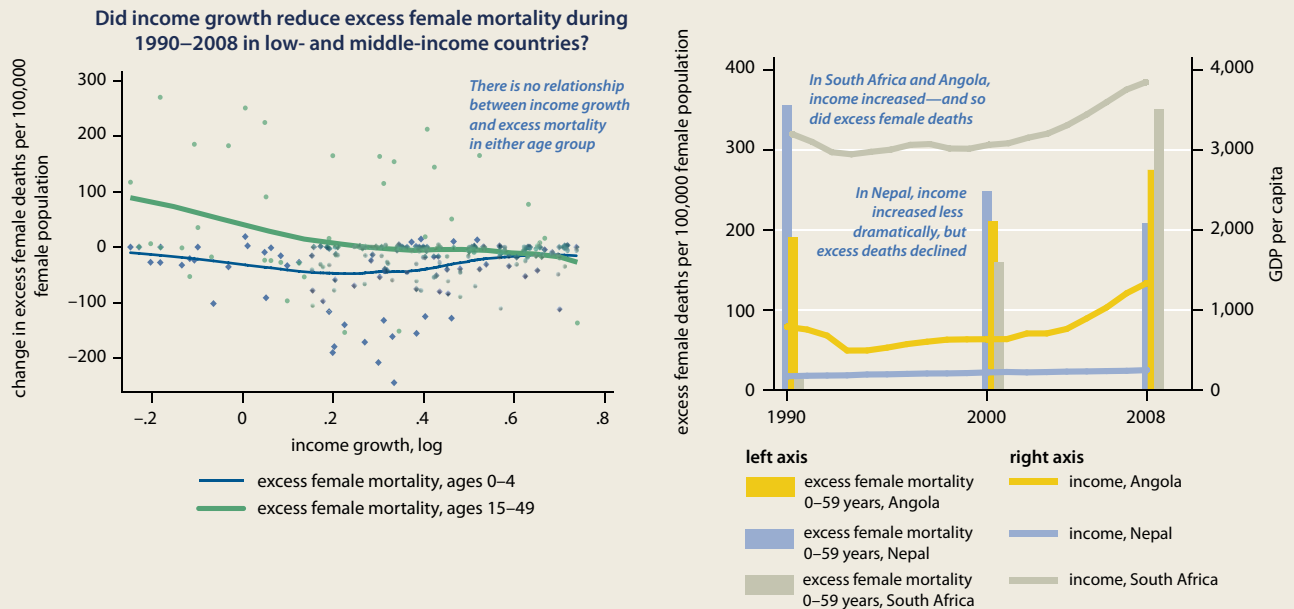 Did income growth reduce excess female mortality during
1990–2008 in low- and middle-income countries?
change in excess female deaths per 100,000
female population
300
200
100
0
–100
–200
There is no relationship
between income growth
and excess mortality
in either age group
–.2
0
.2
.4
.6
.8
income growth, log
excess female mortality, ages 0–4
excess female mortality, ages 15–49
excess female deaths per 100,000 female population
400
300
200
100
0
In South Africa and Angola,
income increased—and so
did excess female deaths
In Nepal, income
increased less
dramatically, but
excess deaths declined
4,000
3,000
2,000
1,000
0
GDP per capita
1990
2000
2008
left axis
excess female mortality
0–59 years, Angola
excess female mortality
0–59 years, Nepal
excess female mortality
0–59 years, South Africa
right axis
income, Angola
income, Nepal
income, South Africa